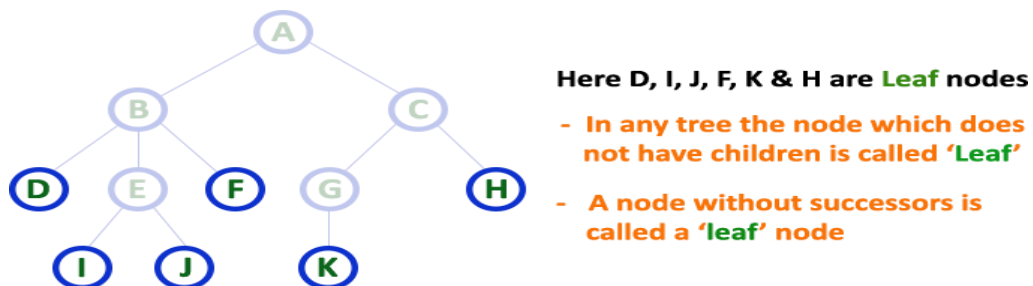 A
Here D, I, J, F, K & H are Leaf nodes
B
C
- In any tree the node which does
not have children is called ‘Leaf’
D
E
F
G
H
- A node without successors is
called a ‘leaf’ node
I
J
K